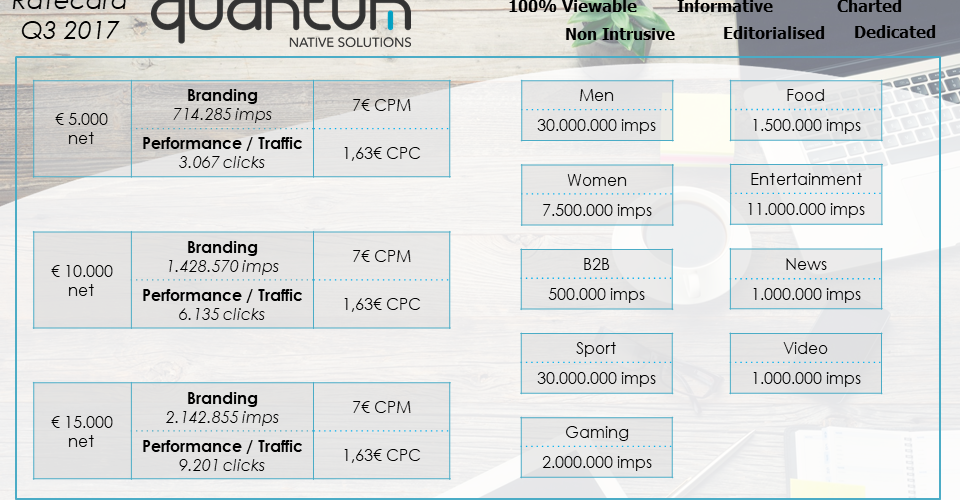 Ratecard
Q3 2017
quantum
NATIVE SOLUTIONS
100% Viewable
Informative
Charted
Non Intrusive
Editorialised
Dedicated
€ 5.000
net
Branding
714.285 imps
7€ CPM
Performance / Traffic
3.067 clicks
1,63€ CPC
€ 10.000
net
Branding
1.428.570 imps
7€ CPM
Performance / Traffic
6.135 clicks
1,63€ CPC
€ 15.000
net
Branding
2.142.855 imps
7€ CPM
Performance / Traffic
9.201 clicks
1,63€ CPC
Men
30.000.000 imps
Food
1.500.000 imps
Women
7.500.000 imps
Entertainment
11.000.000 imps
B2B
500.000 imps
News
1.000.000 imps
Sport
30.000.000 imps
Video
1.000.000 imps
Gaming
2.000.000 imps